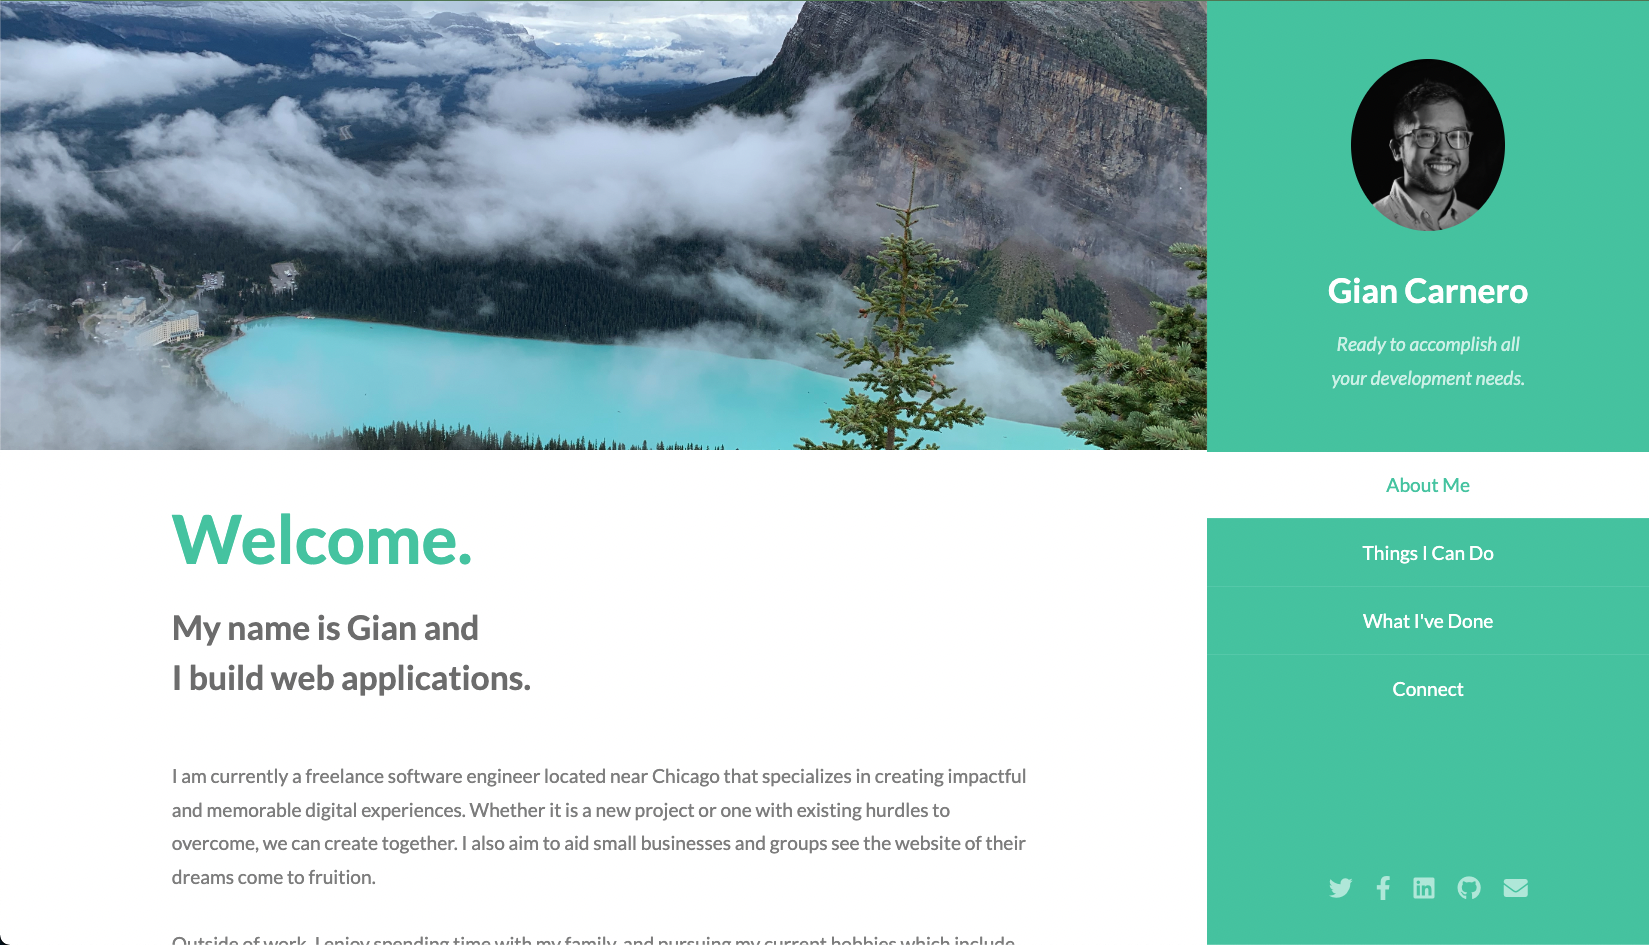 Welcome.
My name is Gian and
I build web applications.
I am currently a freelance software engineer located near Chicago that specializes in creating impactful
and memorable digital experiences. Whether it is a new project or one with existing hurdles to
overcome, we can create together. I also aim to aid small businesses and groups see the website of their
dreams come to fruition.
Outside of work, I enjoy spending time with my family, and pursuing my current hobbies which include
Gian Carnero
Ready to accomplish all
your development needs.
About Me
Things I Can Do
What I've Done
Connect